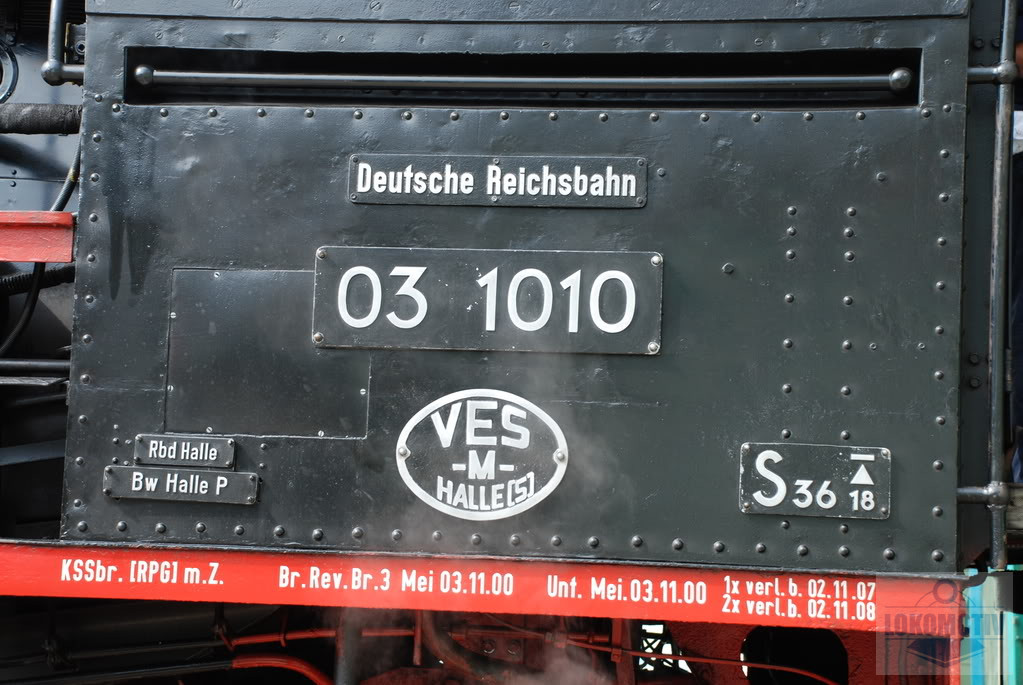 Deutsche Reichsbahn
03 1010
VES
-M-
HALLE(S)
Rbd Halle
Bw Halle P
S 36 18
KSSbr. [RPG] m.Z.
Br.Rev.Br.3 Mei 03.11.00
Unt. Mei.03.11.00
1x verl.b. 02.11.07
2x verl.b. 02.11.08